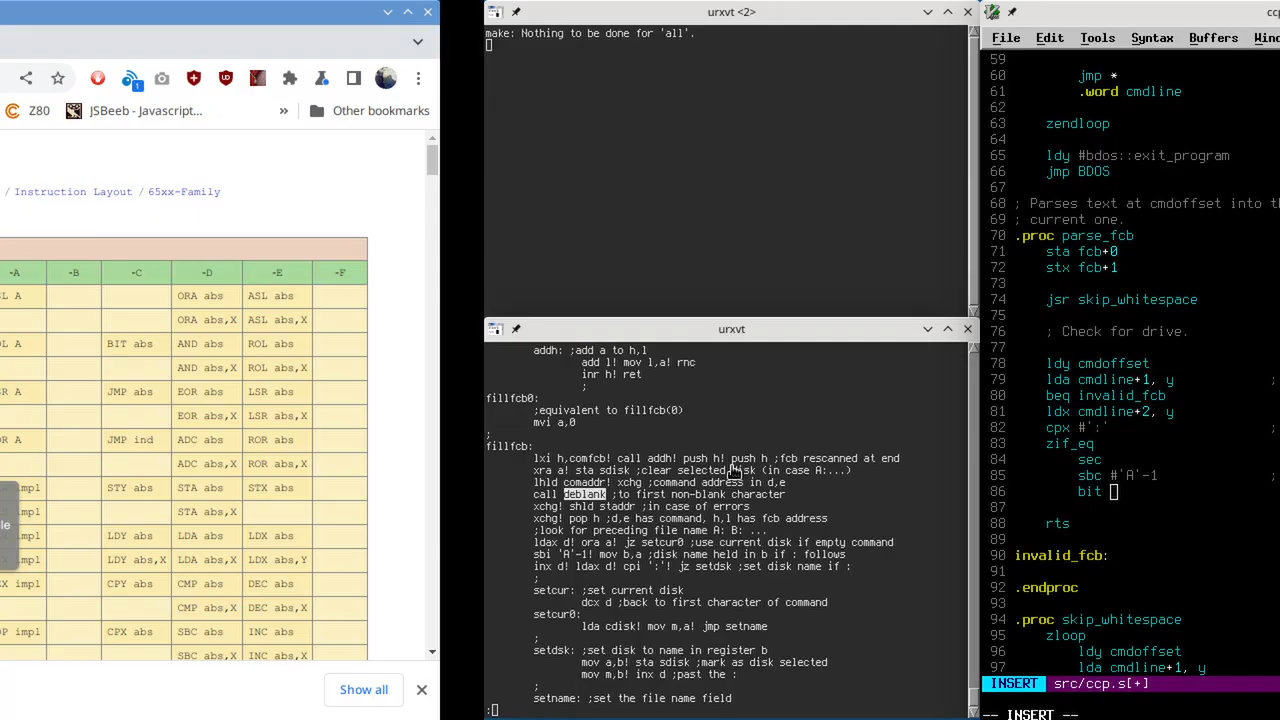 1
Z80
JSBeeb - Javascript...
»
Other bookmarks
/ Instruction Layout / 65xx-Family
-A -B -C -D -E -F
L A ORA abs ASL abs
ORA abs,X ASL abs,X
L A BIT abs AND abs ROL abs
AND abs,X ROL abs,X
R A JMP abs EOR abs LSR abs
EOR abs,X LSR abs,X
R A JMP ind ADC abs ROR abs
ADC abs,X ROR abs,X
impl STY abs STA abs STX abs
impl STA abs,X
impl LDY abs LDA abs LDX abs
impl LDY abs,X LDA abs,X LDX abs,Y
EX impl CPY abs CMP abs DEC abs
CMP abs,X DEC abs,X
OP impl CPX abs SBC abs INC abs
SBC abs,X INC abs,X
le
Show all
urxvt <2>
make: Nothing to be done for 'all'.
urxvt
addh: ;add a to h,l
add l! mov l,a! rnc
inr h! ret
;
fillfcb0:
;equivalent to fillfcb(0)
mvi a,0
;
fillfcb:
lxi h,comfcb! call addh! push h! push h ;fcb rescanned at end
xra a! sta sdisk ;clear selected disk (in case A:...)
lhld comaddr! xchg ;command address in d,e
call deblank ;to first non-blank character
xchg! shld staddr ;in case of errors
xchg! pop h ;d,e has command, h,l has fcb address
;look for preceding file name A: B: ...
ldax d! ora a! jz setcur0 ;use current disk if empty command
sbi 'A'-1! mov b,a ;disk name held in b if : follows
inx d! ldax d! cpi ':'! jz setdsk ;set disk name if :
;
setcur: ;set current disk
dcx d ;back to first character of command
setcur0:
lda cdisk! mov m,a! jmp setname
;
setdsk: ;set disk to name in register b
mov a,b! sta sdisk ;mark as disk selected
mov m,b! inx d ;past the :
;
setname: ;set the file name field
:
ccp
File Edit Tools Syntax Buffers Wind
59
60 jmp *
61 .word cmdline
62
63 zendloop
64
65 ldy #bdos::exit_program
66 jmp BDOS
67
68 ; Parses text at cmdoffset into th
69 ; current one.
70 .proc parse_fcb
71 sta fcb+0
72 stx fcb+1
73
74 jsr skip_whitespace
75
76 ; Check for drive.
77
78 ldy cmdoffset
79 lda cmdline+1, y
80 beq invalid_fcb
81 ldx cmdline+2, y
82 cpx #':'
83 zif_eq
84 sec
85 sbc #'A'-1
86 bit
87
88 rts
89
90 invalid_fcb:
91
92 .endproc
93
94 .proc skip_whitespace
95 zloop
96 ldy cmdoffset
97 lda cmdline+1, y
INSERT src/ccp.s[+]
-- INSERT --